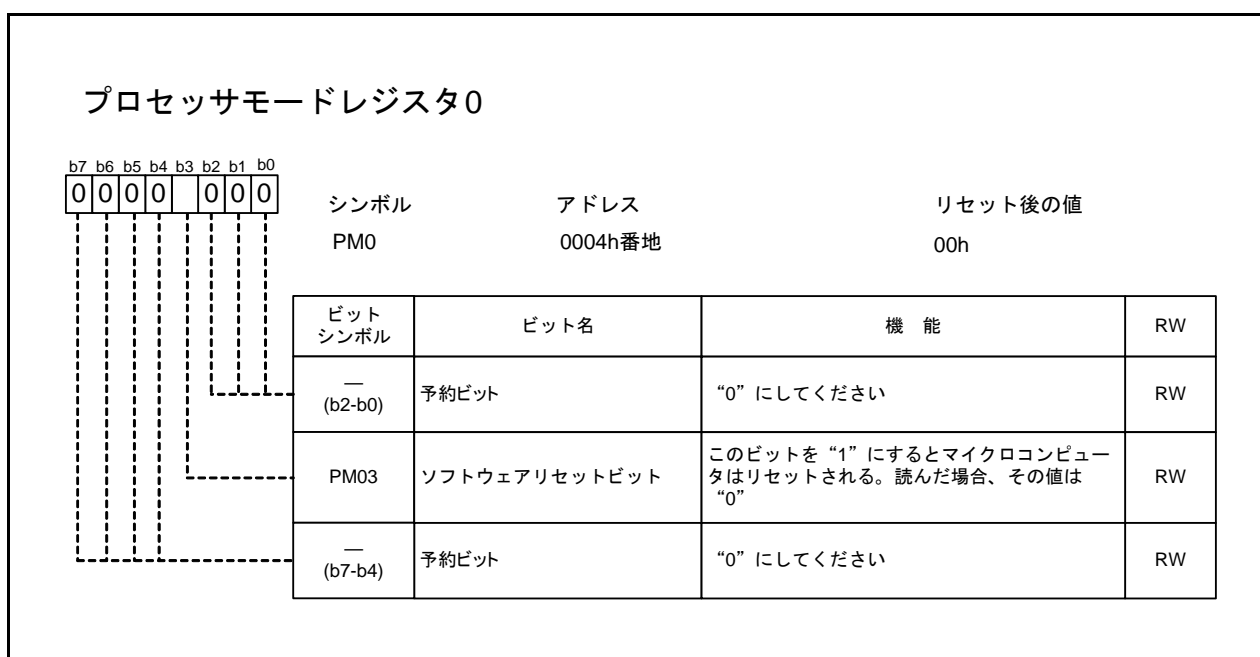 プロセッサモードレジスタ0
b7 b6 b5 b4 b3 b2 b1 b0
0 0 0 0 0 0 0
シンボル アドレス リセット後の値
PM0 0004h番地 00h
ビット
シンボル
ビット名
機 能
RW
—
(b2-b0)
予約ビット
“0”にしてください
RW
PM03
ソフトウェアリセットビット
このビットを“1”にするとマイクロコンピュー
タはリセットされる。読んだ場合、その値は
“0”
RW
—
(b7-b4)
予約ビット
“0”にしてください
RW